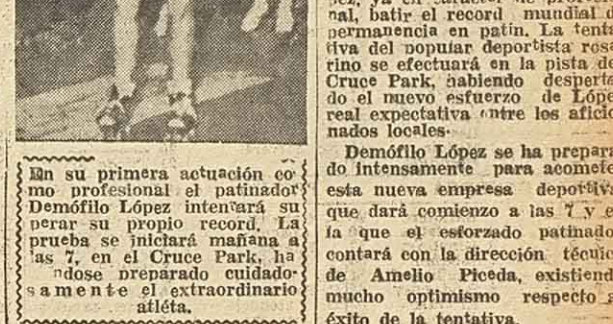 En su primera actuación co-
mo profesional el patinador
Demófilo López intentará su
perar su propio record. La
prueba se iniciará mañana a
las 7, en el Cruce Park, ha
ndose preparado cuidado-
samente el extraordinario
atléta.
nal, batir el record mundial
permanencia en patín. La tenta
tiva del popular deportista rosa
rino se efectuará en la pista de
Cruce Park, habiendo desperta
do el nuevo esfuerzo de Lópe
real expectativa entre los aficio
nados locales.
Demófilo López se ha prepara
do intensamente para acomete
esta nueva empresa deportiva
que dará comienzo a las 7 y
la que el esforzado patinado
contará con la dirección técnic
de Amelio Piceda, existiend
mucho optimismo respecto a
éxito de la tentativa.